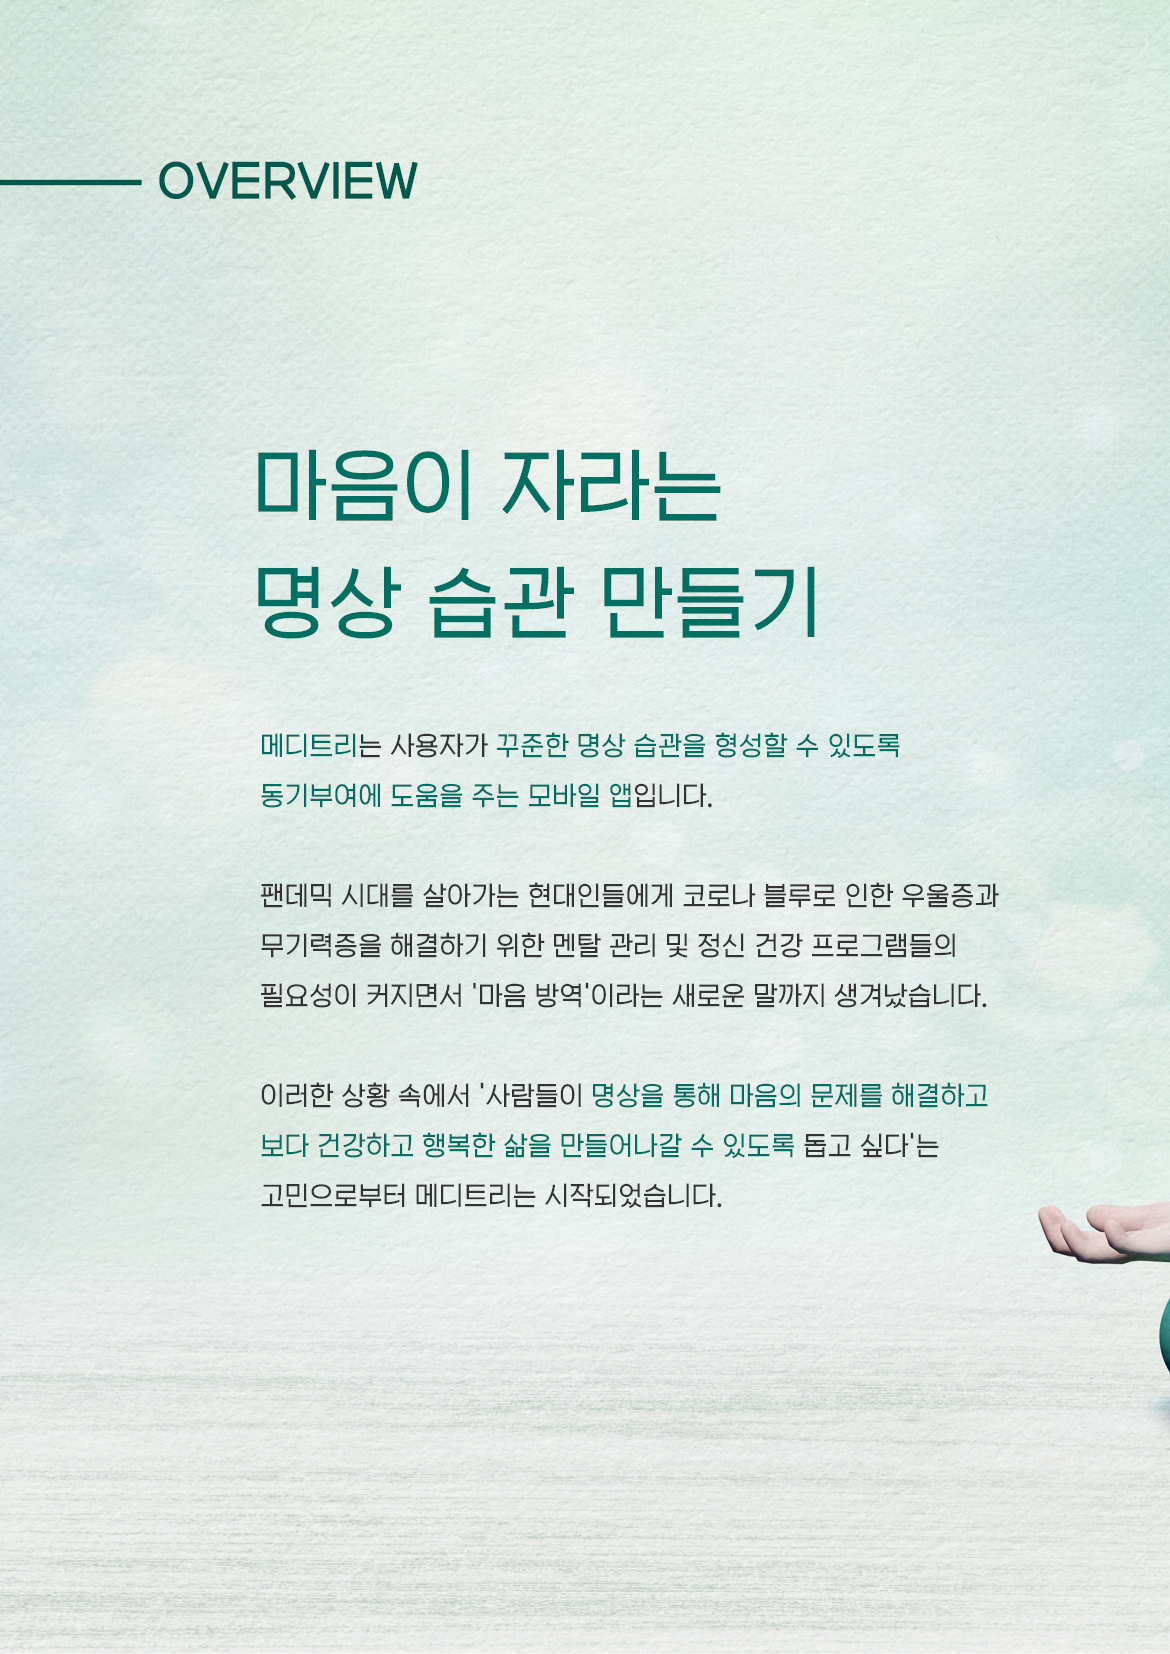 OVERVIEW
마음이 자라는
명상 습관 만들기
메디트리는 사용자가 꾸준한 명상 습관을 형성할 수 있도록
동기부여에 도움을 주는 모바일 앱입니다.
팬데믹 시대를 살아가는 현대인들에게 코로나 블루로 인한 우울증과
무기력증을 해결하기 위한 멘탈 관리 및 정신 건강 프로그램들의
필요성이 커지면서 '마음 방역'이라는 새로운 말까지 생겨났습니다.
이러한 상황 속에서 '사람들이 명상을 통해 마음의 문제를 해결하고
보다 건강하고 행복한 삶을 만들어나갈 수 있도록 돕고 싶다'는
고민으로부터 메디트리는 시작되었습니다.